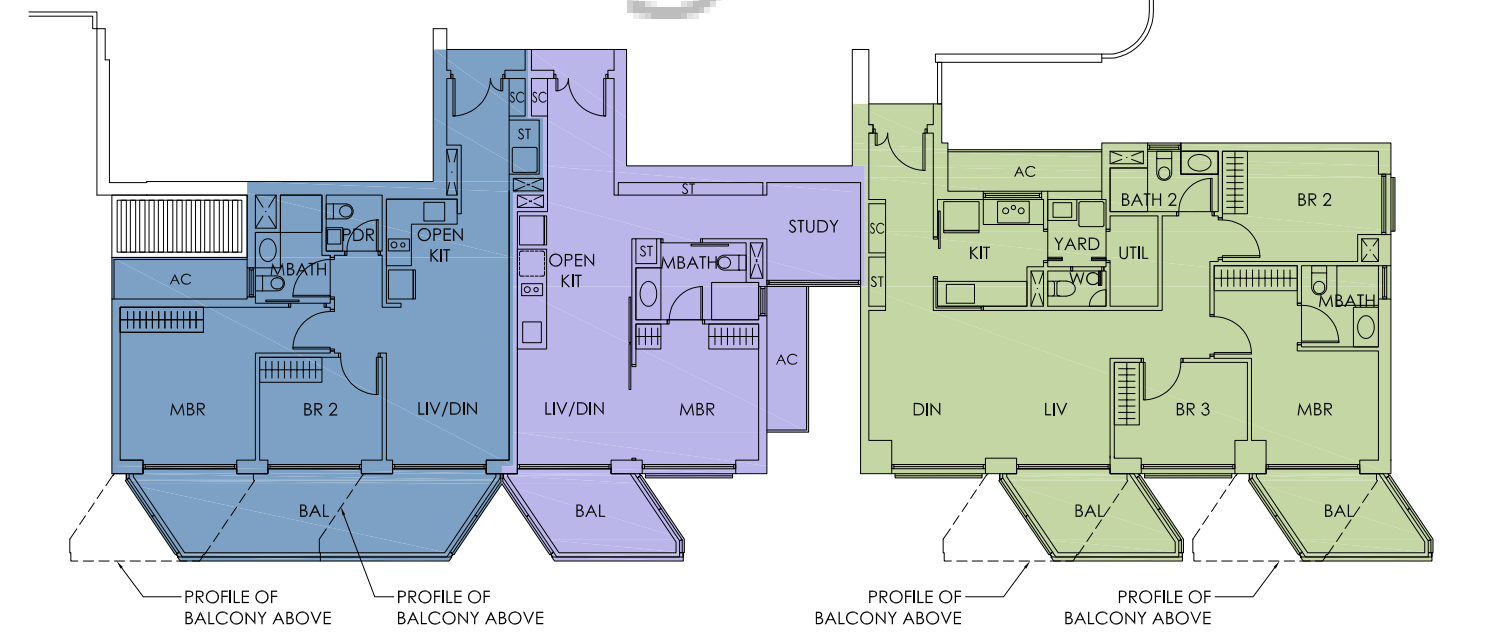 SC
SC
ST
AC
ST
BATH 2
BR 2
PDR
OPEN
KIT
STUDY
SC
KIT
YARD
UTIL
MBATH
AC
OPEN
KIT
ST
MBATH
ST
WC
MBATH
AC
MBR
BR 2
LIV/DIN
LIV/DIN
MBR
DIN
LIV
BR 3
MBR
BAL
BAL
BAL
BAL
PROFILE OF
BALCONY ABOVE
PROFILE OF
BALCONY ABOVE
PROFILE OF
BALCONY ABOVE
PROFILE OF
BALCONY ABOVE